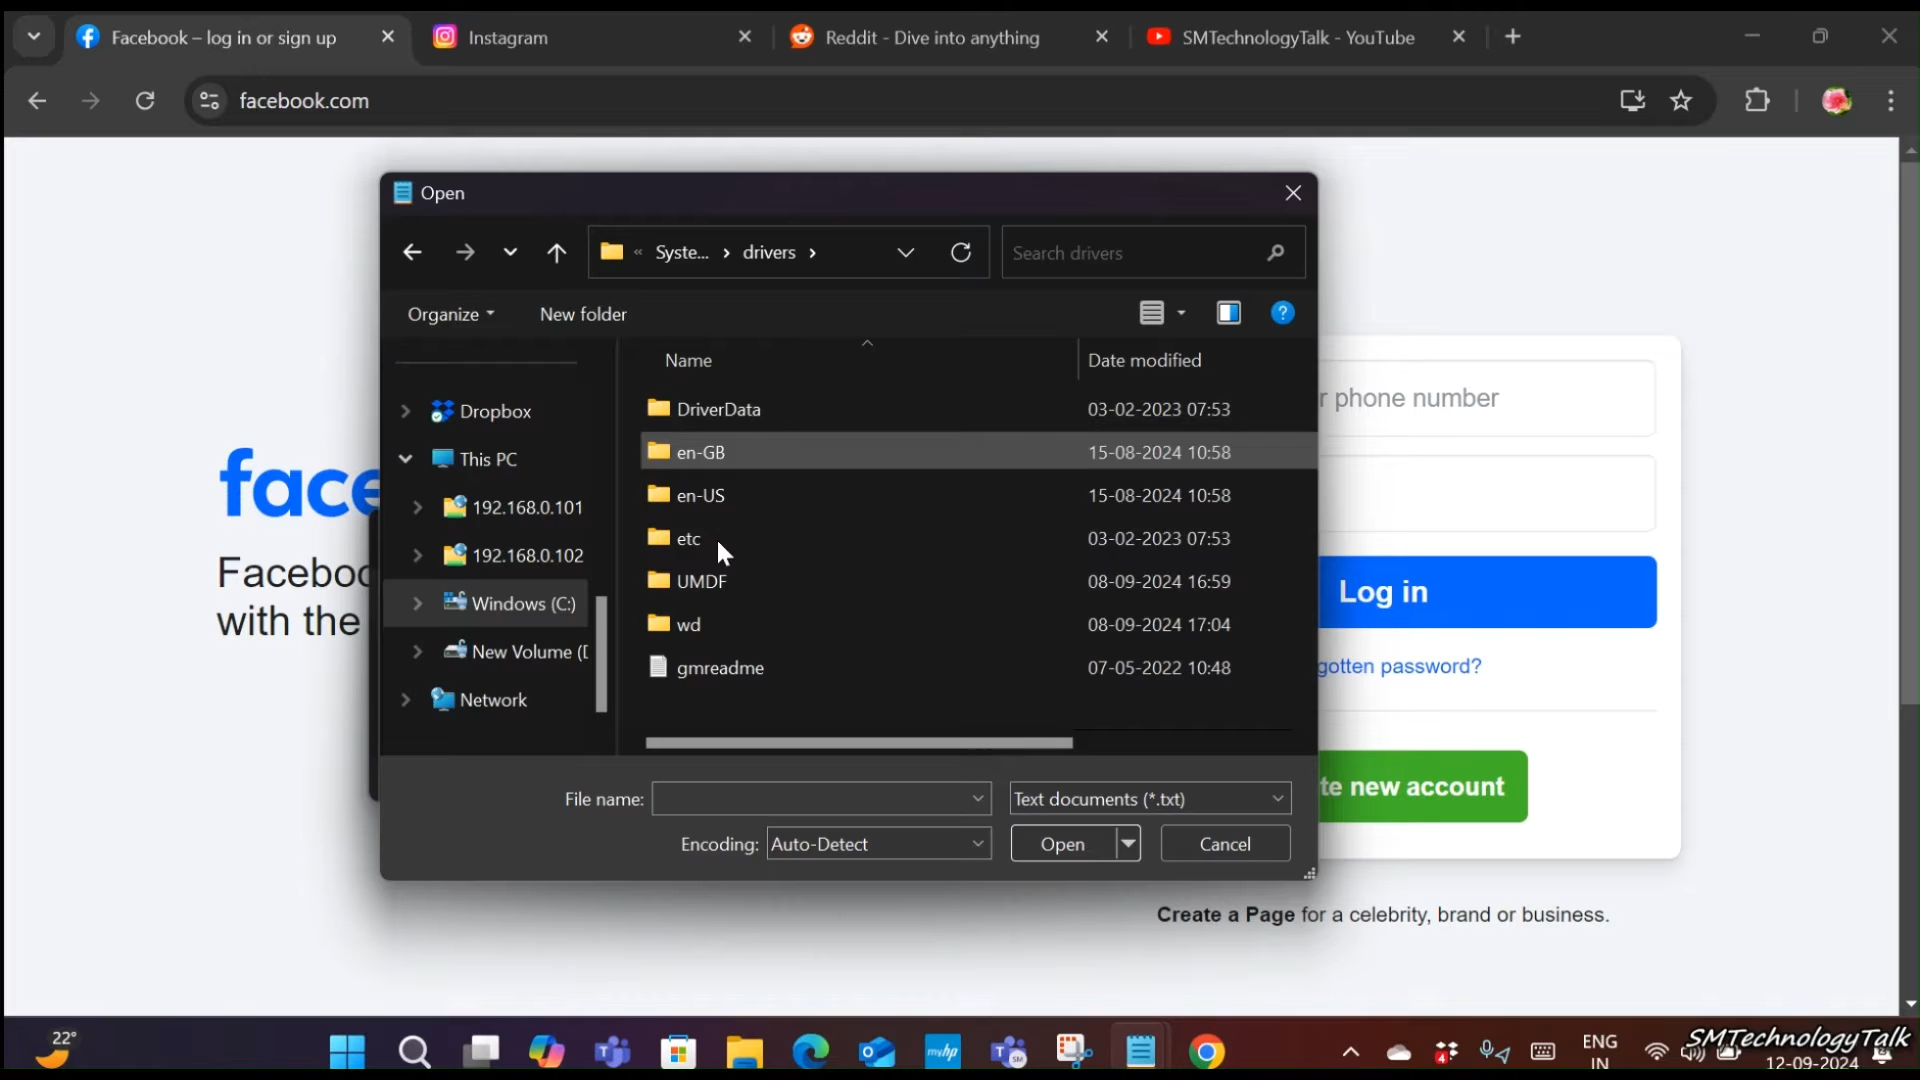 Facebook – log in or sign up
Instagram
Reddit - Dive into anything
SMTechnologyTalk - YouTube
facebook.com
Open
« Syste... › drivers ›
Search drivers
Organize
New folder
Name
Date modified
Dropbox
This PC
192.168.0.101
192.168.0.102
Windows (C:)
New Volume (D
Network
DriverData 03-02-2023 07:53
en-GB 15-08-2024 10:58
en-US 15-08-2024 10:58
etc 03-02-2023 07:53
UMDF 08-09-2024 16:59
wd 08-09-2024 17:04
gmreadme 07-05-2022 10:48
File name:
Text documents (*.txt)
Encoding: Auto-Detect
Open
Cancel
face
Faceboo
with the
r phone number
Log in
gotten password?
te new account
Create a Page for a celebrity, brand or business.
22°
myhp
SM
4
ENG
IN
SMTechnologyTalk
12-09-2024